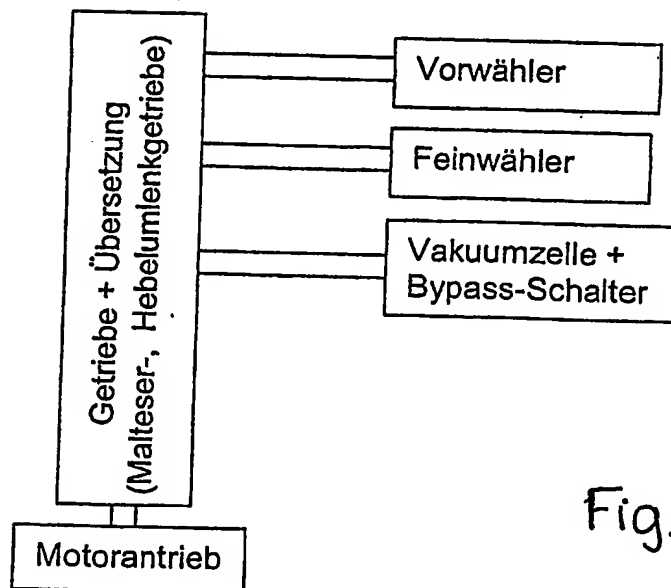 Getriebe + Übersetzung
(Malteser-, Hebelumlenkgetriebe)
Vorwähler
Feinwähler
Vakuumzelle +
Bypass-Schalter
Motorantrieb
Fig.